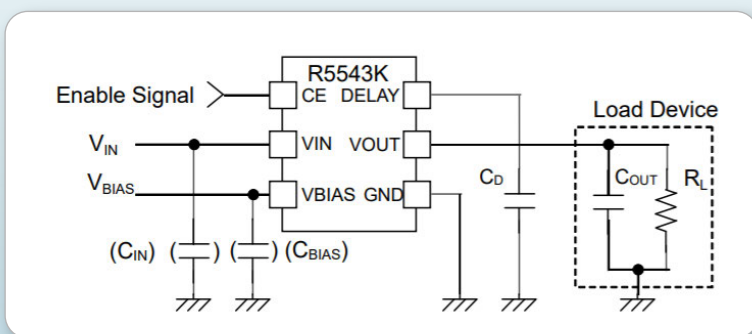 R5543K
Enable Signal
CE DELAY
Load Device
VIN
VIN VOUT
VBIAS
VBIAS GND
CD
COUT RL
(CIN) ( ) ( ) (CBIAS)